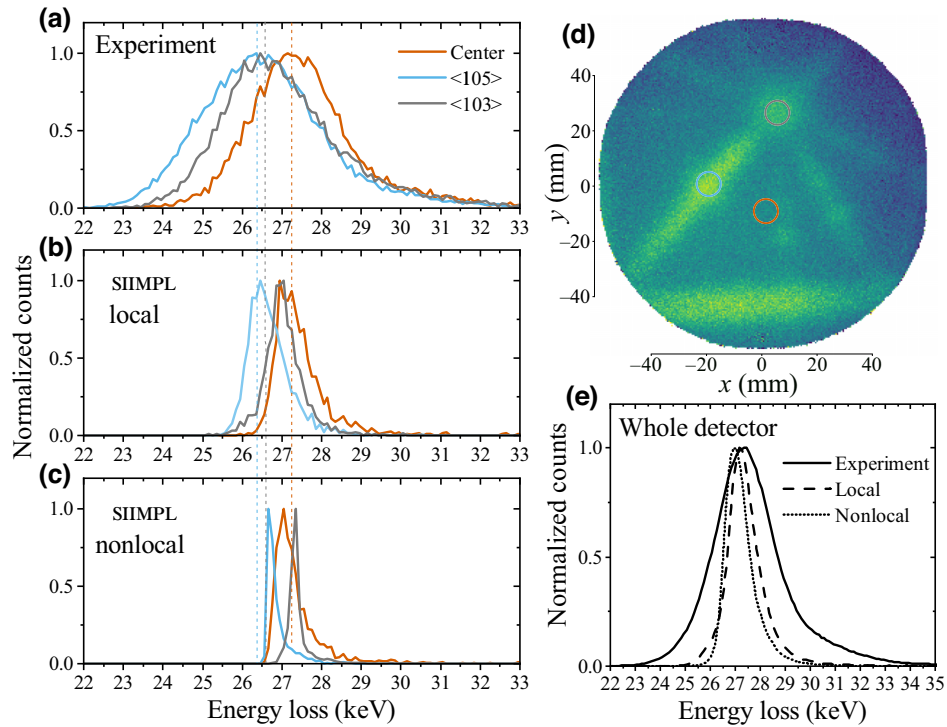 (a)
Experiment
Center
<105>
<103>
1.0
0.5
0.0
22 23 24 25 26 27 28 29 30 31 32 33
(b)
SIIMPL
local
1.0
0.5
0.0
22 23 24 25 26 27 28 29 30 31 32 33
(c)
SIIMPL
nonlocal
1.0
0.5
0.0
22 23 24 25 26 27 28 29 30 31 32 33
Normalized counts
Energy loss (keV)
(d)
40
20
0
−20
−40
y (mm)
−40 −20 0 20 40
x (mm)
(e)
Whole detector
Experiment
Local
Nonlocal
1.0
0.5
0.0
Normalized counts
22 23 25 26 27 28 29 31 32 33 35
Energy loss (keV)